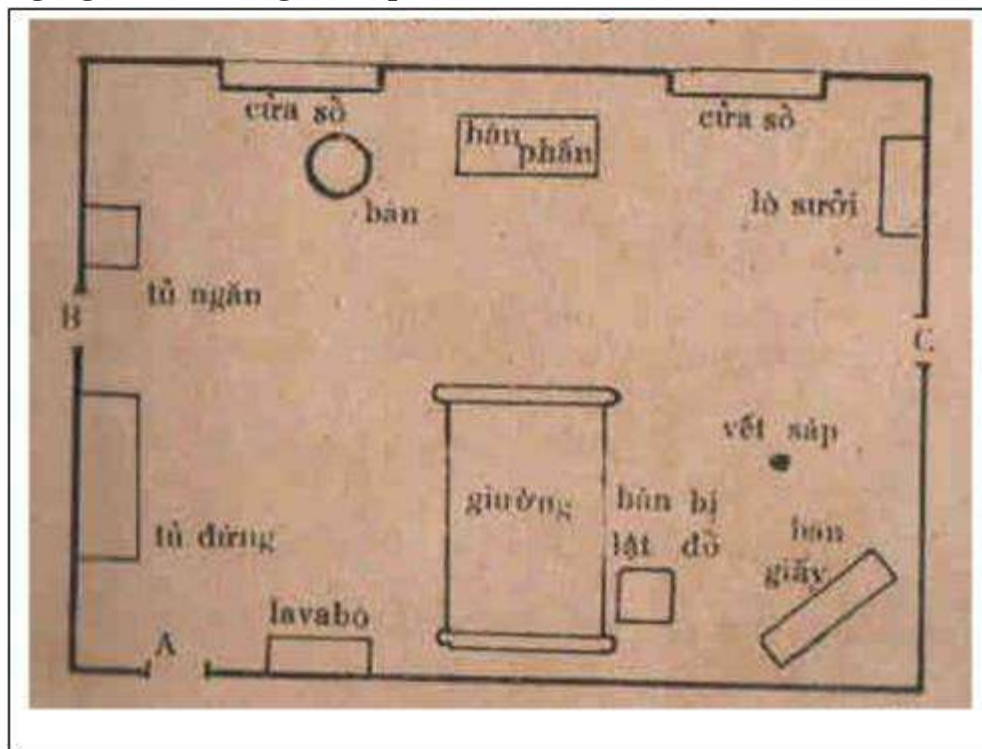 cửa sổ
cửa sổ
bàn
phấn
bàn
lò sưởi
tủ ngăn
B
C
vết sáp
giường
bàn bị
lật đổ
bàn
giấy
tủ đứng
lavabô
A